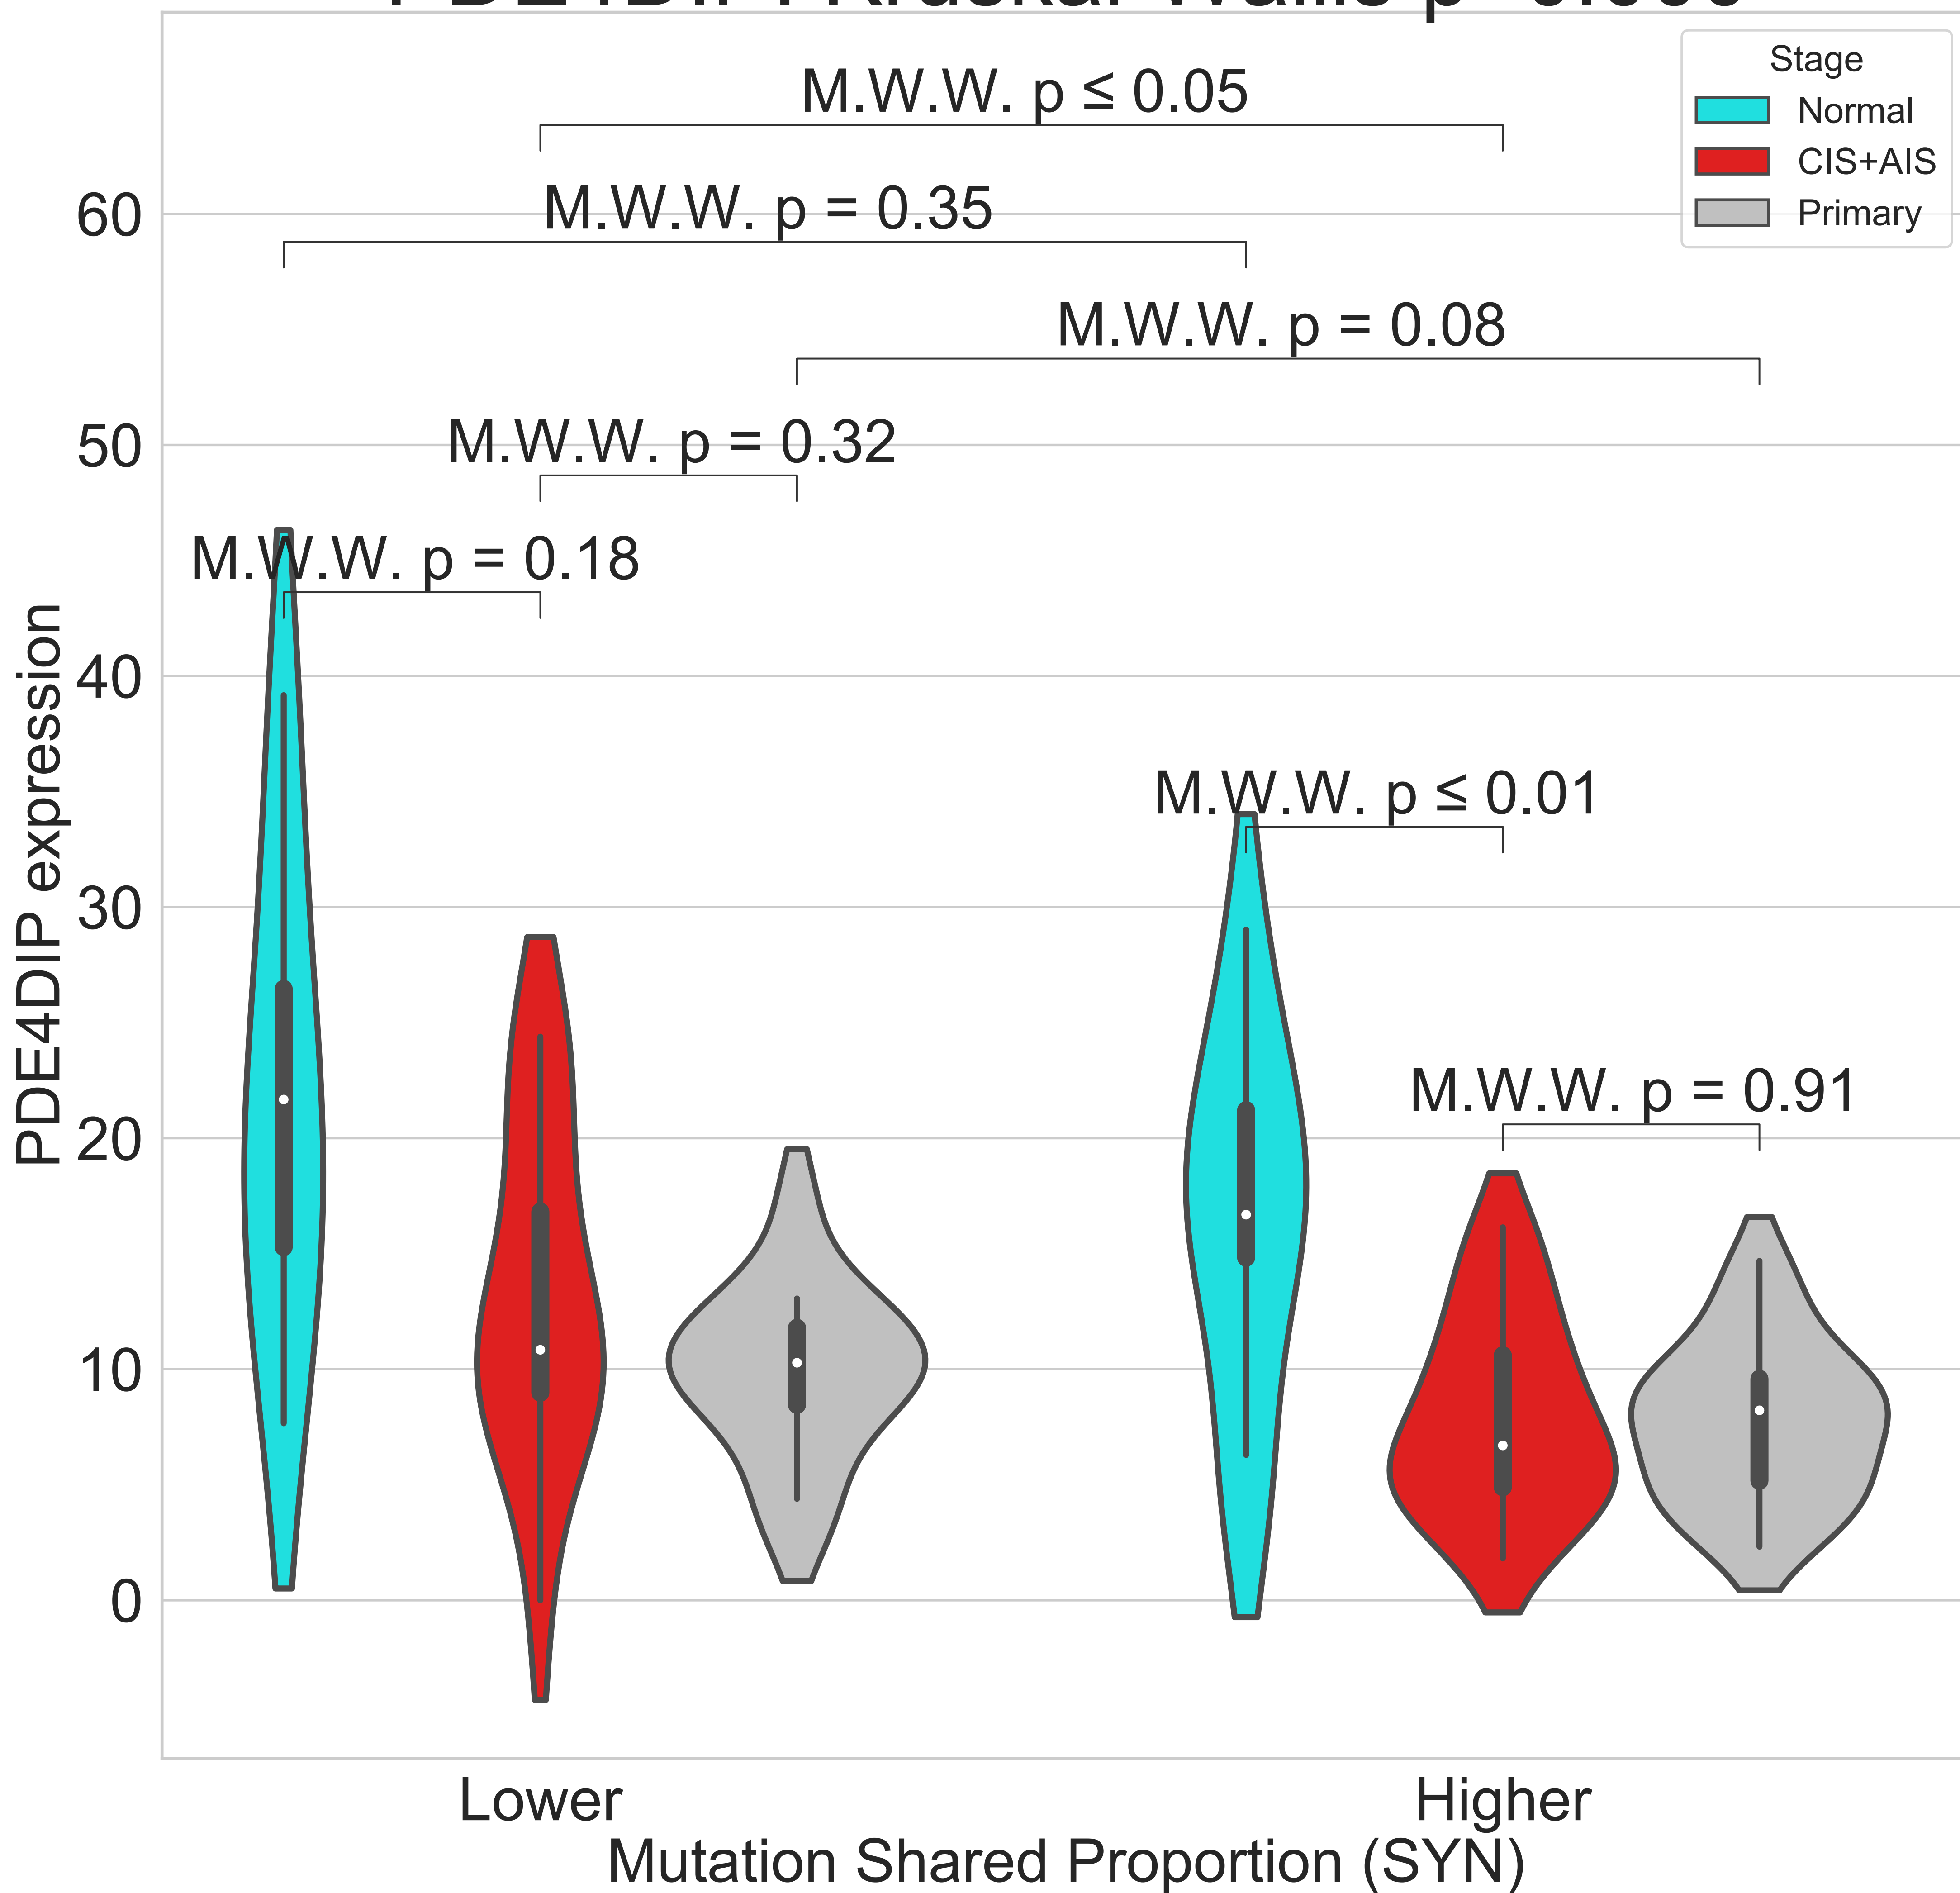 Stage
Normal
CIS+AIS
Primary
M.W.W. p ≤ 0.05
M.W.W. p = 0.35
M.W.W. p = 0.08
M.W.W. p = 0.32
M.W.W. p = 0.18
M.W.W. p ≤ 0.01
M.W.W. p = 0.91
60
50
40
30
20
10
0
PDE4DIP expression
Lower
Higher
Mutation Shared Proportion (SYN)